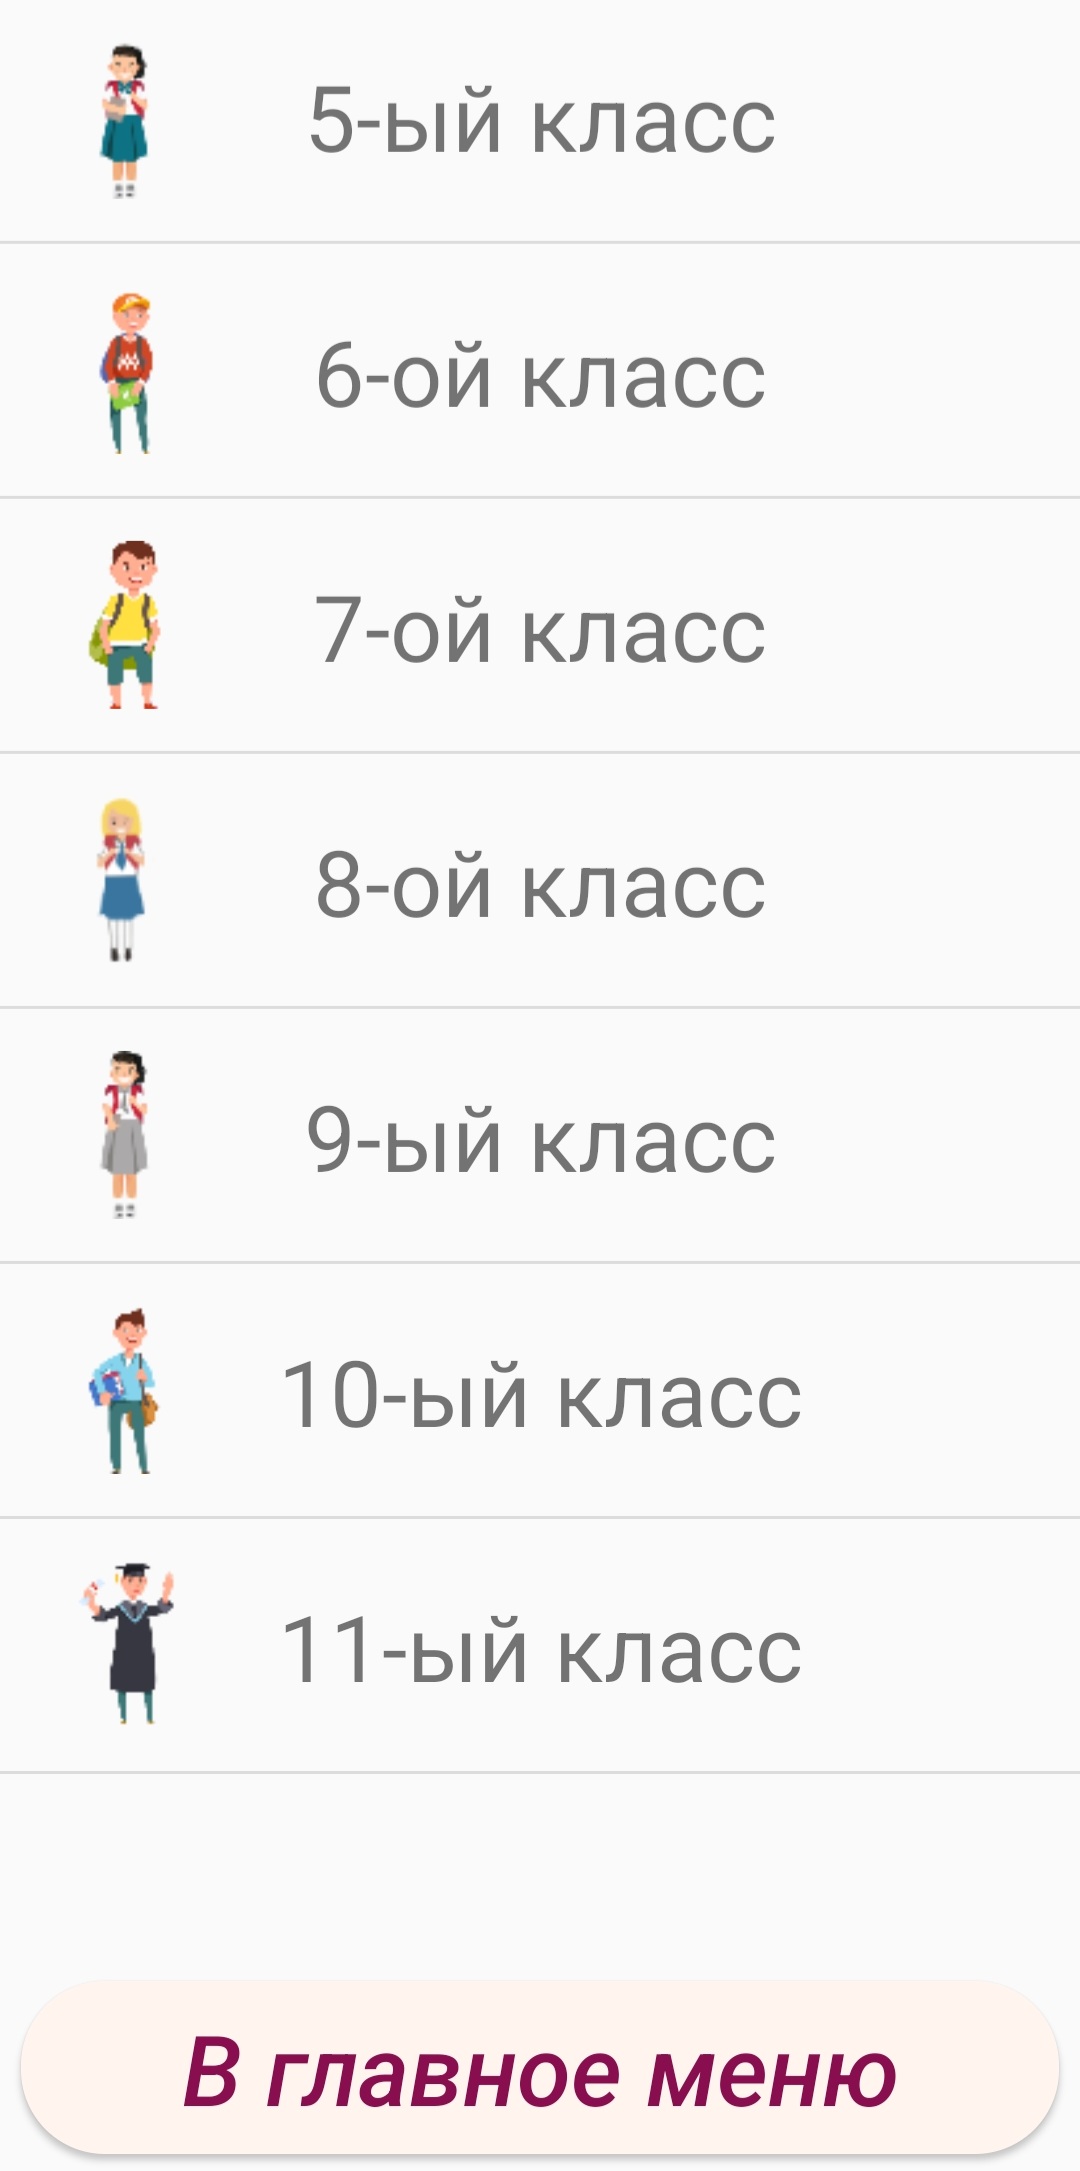 5-ый класс
6-ой класс
7-ой класс
8-ой класс
9-ый класс
10-ый класс
11-ый класс
В главное меню